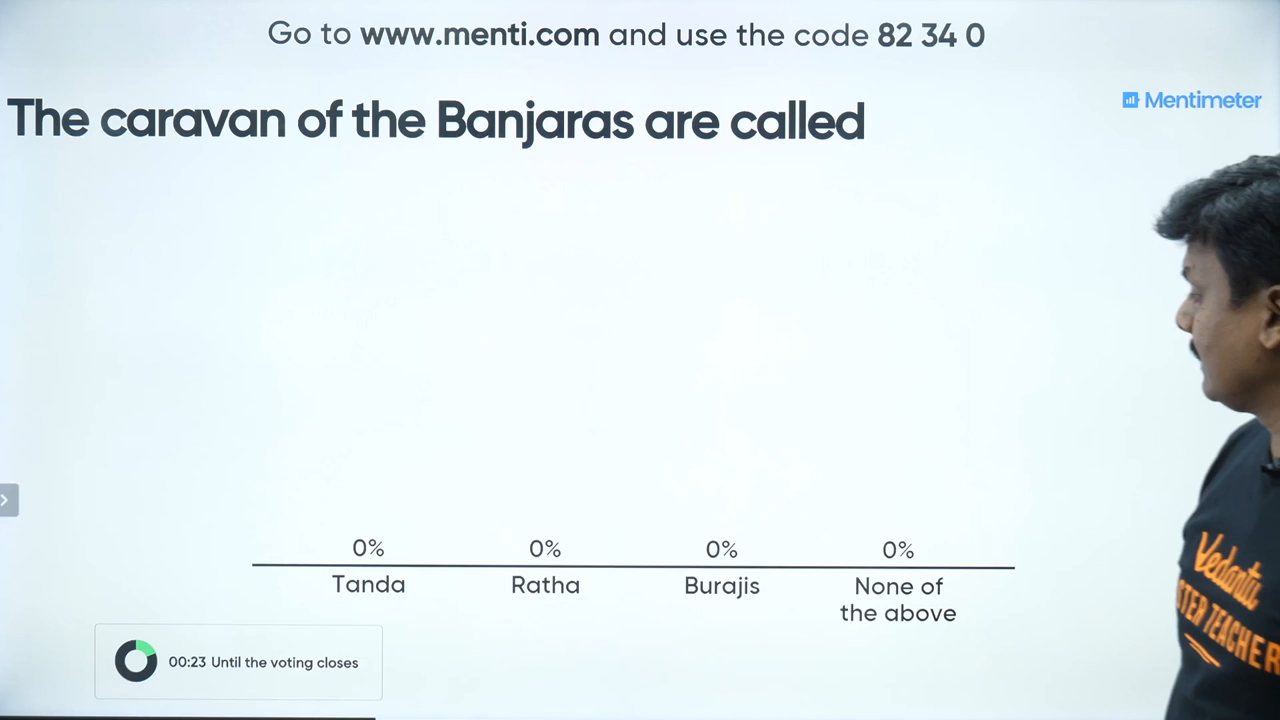 Go to www.menti.com and use the code 82 34 0
Mentimeter
The caravan of the Banjaras are called
0% 0% 0% 0%
Tanda Ratha Burajis None of
the above
00:23 Until the voting closes
Vedantu
TEACHER